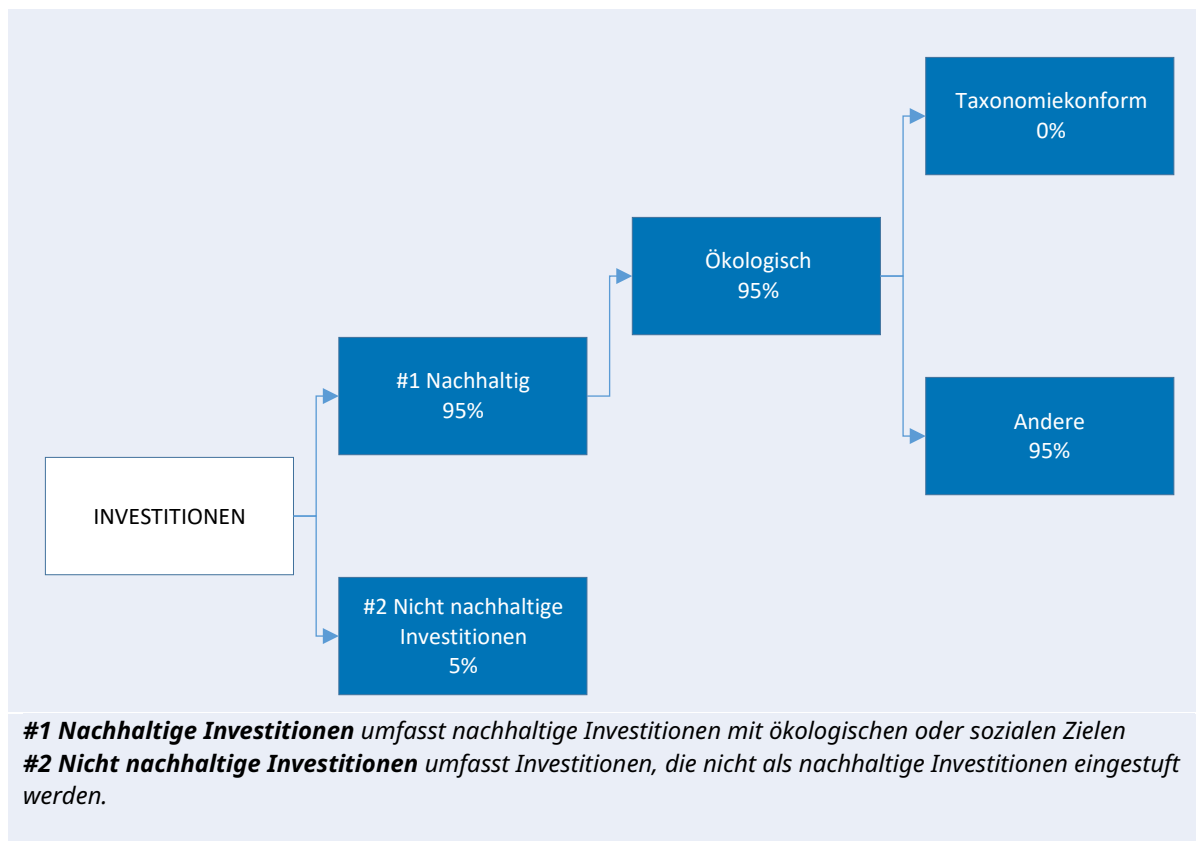 Taxonomiekonform
0%
Ökologisch
95%
#1 Nachhaltig
95%
Andere
95%
INVESTITIONEN
#2 Nicht nachhaltige
Investitionen
5%
#1 Nachhaltige Investitionen umfasst nachhaltige Investitionen mit ökologischen oder sozialen Zielen
#2 Nicht nachhaltige Investitionen umfasst Investitionen, die nicht als nachhaltige Investitionen eingestuft
werden.